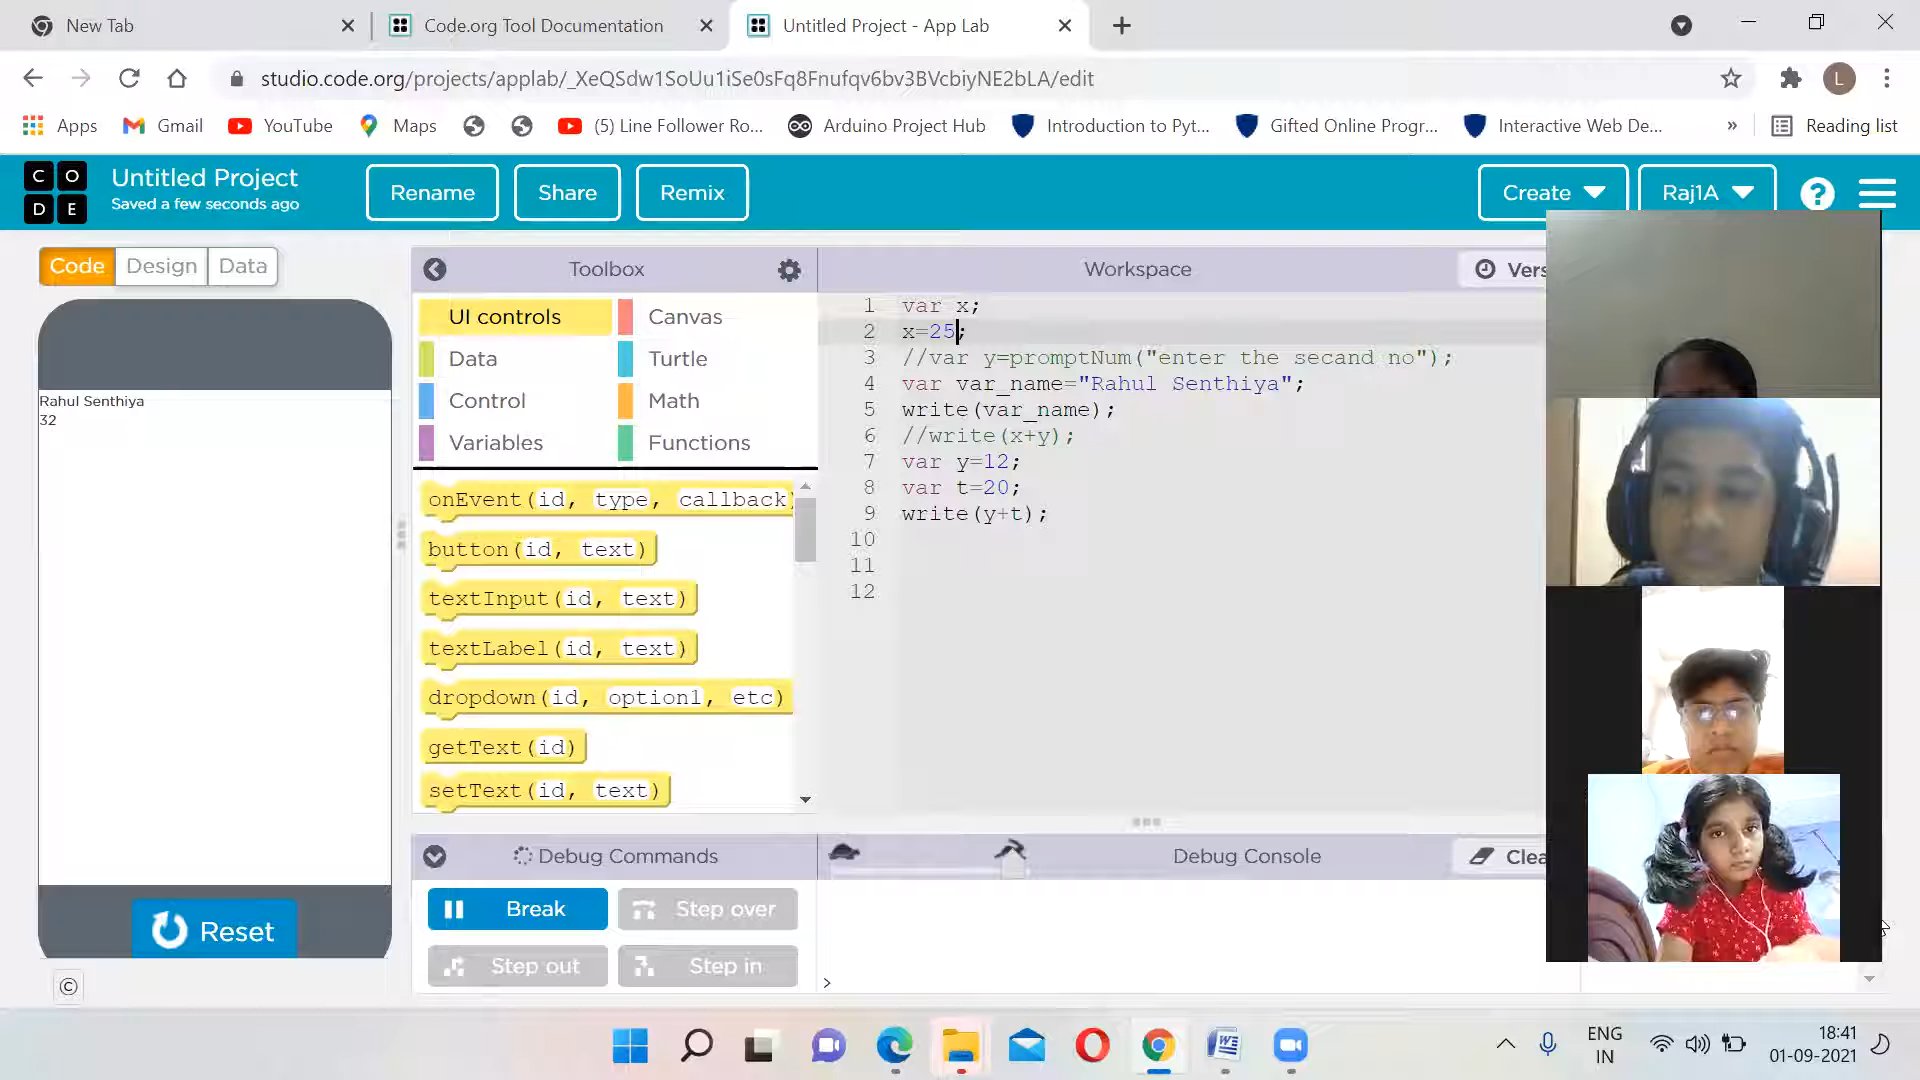 New Tab
Code.org Tool Documentation
Untitled Project - App Lab
studio.code.org/projects/applab/_XeQSdw1SoUu1iSe0sFq8Fnufqv6bv3BVcbiyNE2bLA/edit
L
Apps
Gmail
YouTube
Maps
(5) Line Follower Ro...
Arduino Project Hub
Introduction to Pyt...
Gifted Online Progr...
Interactive Web De...
»
Reading list
C O
D E
Untitled Project
Saved a few seconds ago
Rename
Share
Remix
Create
Raj1A
?
Code
Design
Data
Toolbox
Workspace
Vers
UI controls
Canvas
Data
Turtle
Control
Math
Variables
Functions
onEvent(id, type, callback)
button(id, text)
textInput(id, text)
textLabel(id, text)
dropdown(id, option1, etc)
getText(id)
setText(id, text)
1 var x;
2 x=25;
3 //var y=promptNum("enter the secand no");
4 var var_name="Rahul Senthiya";
5 write(var_name);
6 //write(x+y);
7 var y=12;
8 var t=20;
9 write(y+t);
10
11
12
Rahul Senthiya
32
Reset
©
Debug Commands
Break
Step over
Step out
Step in
Debug Console
Clea
>
ENG
IN
18:41
01-09-2021